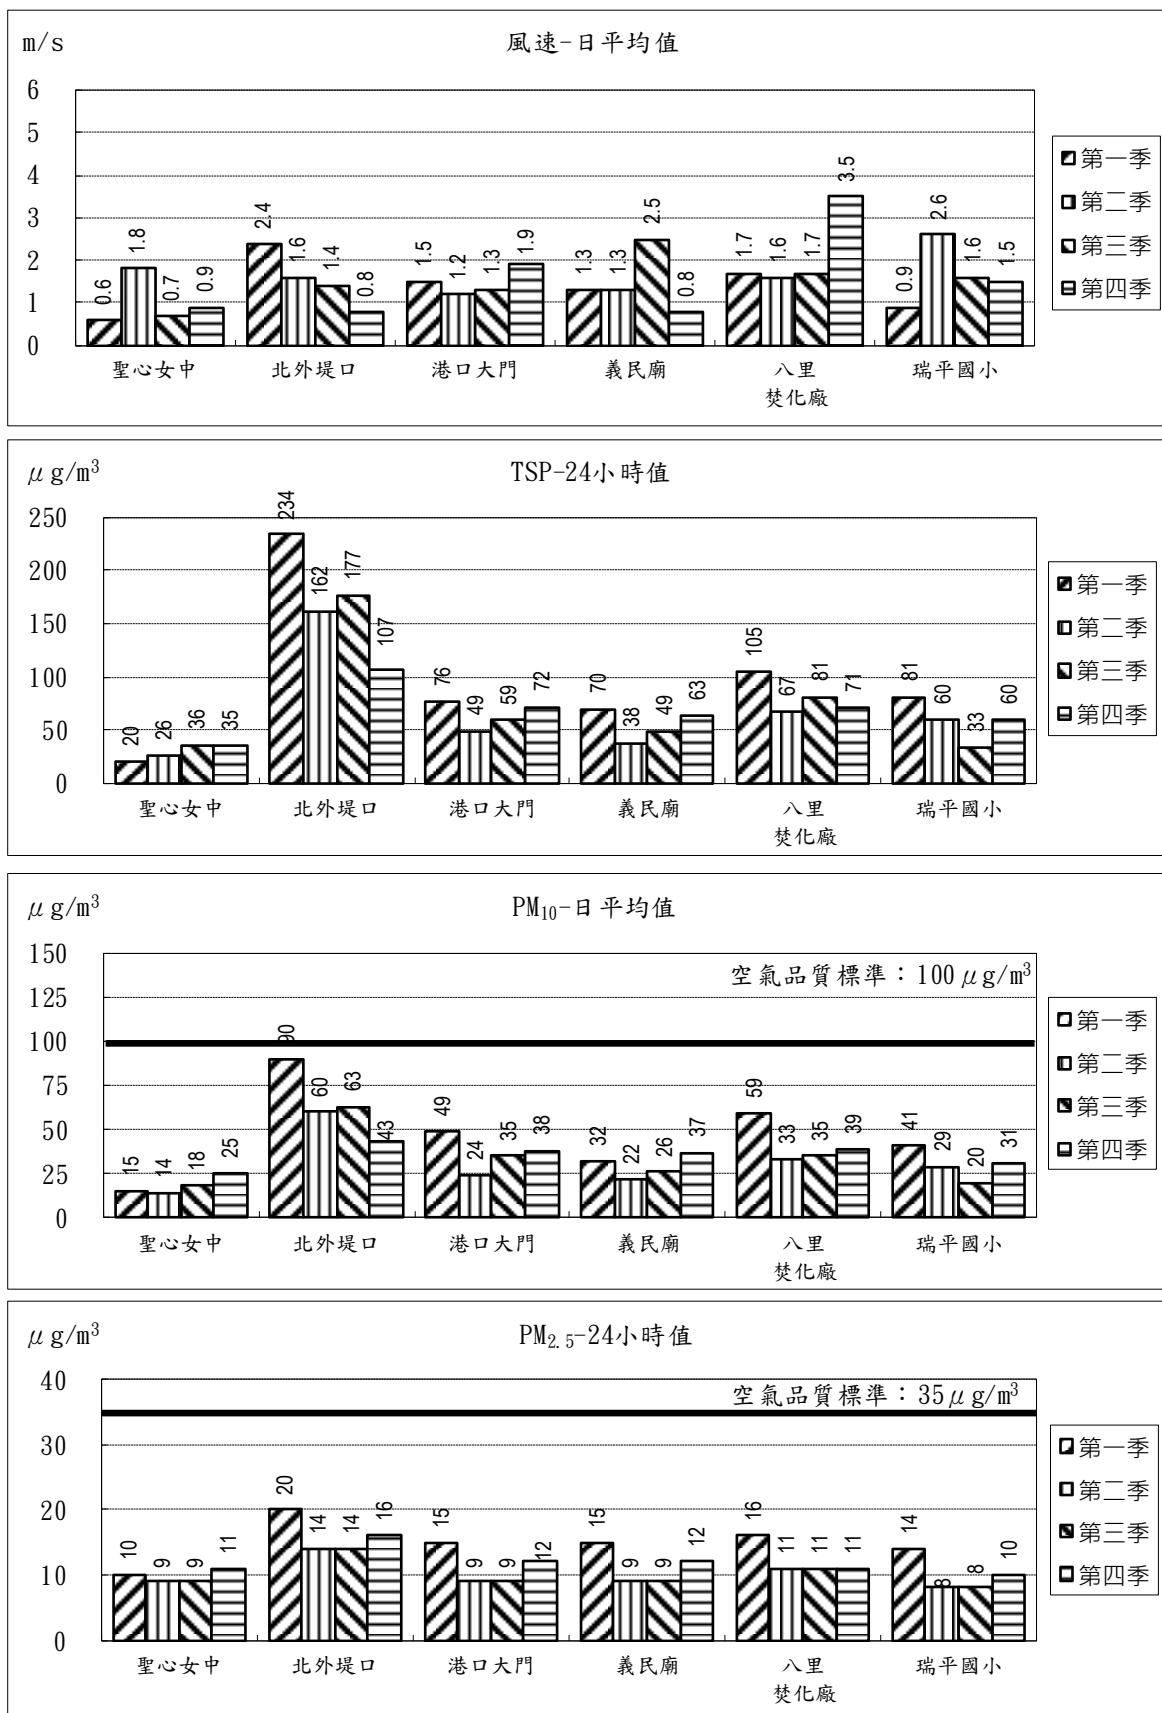 m/s
風速-日平均值
6
5
4
3
2
1
0
0.6
1.8
0.7
0.9
2.4
1.6
1.4
0.8
1.5
1.2
1.3
1.9
1.3
1.3
2.5
0.8
1.7
1.6
1.7
3.5
0.9
2.6
1.6
1.5
聖心女中
北外堤口
港口大門
義民廟
八里
焚化廠
瑞平國小
第一季
第二季
第三季
第四季
μg/m³
TSP-24小時值
250
200
150
100
50
0
20
26
36
35
234
162
177
107
76
49
59
72
70
38
49
63
105
67
81
71
81
60
33
60
聖心女中
北外堤口
港口大門
義民廟
八里
焚化廠
瑞平國小
第一季
第二季
第三季
第四季
μg/m³
PM₁₀-日平均值
空氣品質標準：100μg/m³
150
125
100
75
50
25
0
15
14
18
25
90
60
63
43
49
24
35
38
32
22
26
37
59
33
35
39
41
29
20
31
聖心女中
北外堤口
港口大門
義民廟
八里
焚化廠
瑞平國小
第一季
第二季
第三季
第四季
μg/m³
PM₂.₅-24小時值
空氣品質標準：35μg/m³
40
30
20
10
0
10
9
9
11
20
14
14
16
15
9
9
12
15
9
9
12
16
11
11
11
14
8
8
10
聖心女中
北外堤口
港口大門
義民廟
八里
焚化廠
瑞平國小
第一季
第二季
第三季
第四季